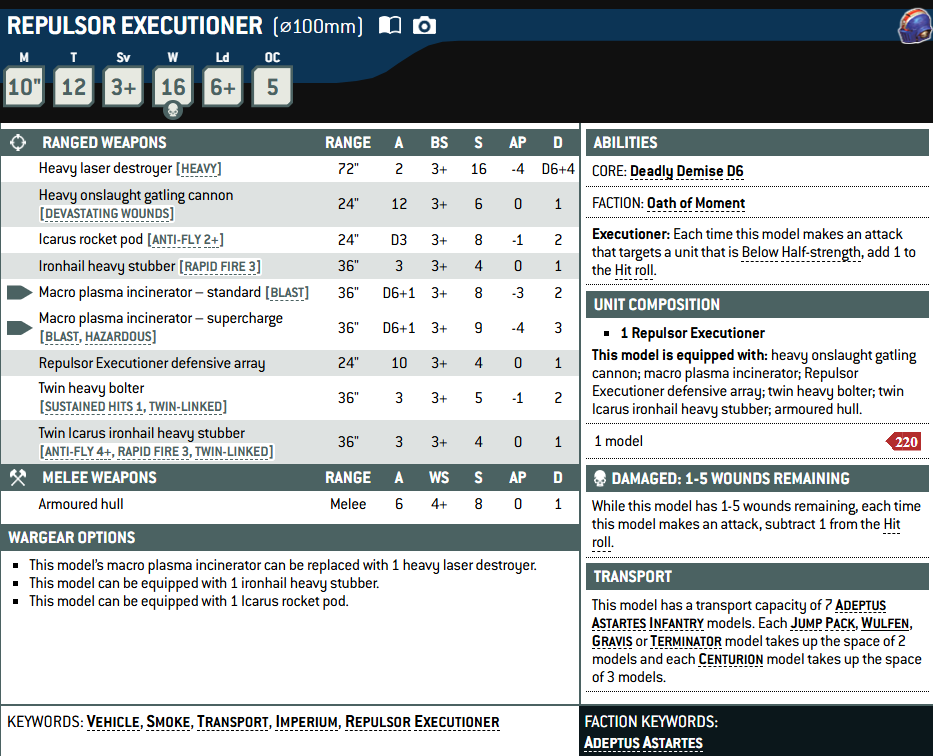 REPULSOR EXECUTIONER (⌀100mm)
M T Sv W Ld OC
10" 12 3+ 16 6+ 5
RANGED WEAPONS RANGE A BS S AP D
Heavy laser destroyer [HEAVY] 72" 2 3+ 16 -4 D6+4
Heavy onslaught gatling cannon
[DEVASTATING WOUNDS] 24" 12 3+ 6 0 1
Icarus rocket pod [ANTI-FLY 2+] 24" D3 3+ 8 -1 2
Ironhail heavy stubber [RAPID FIRE 3] 36" 3 3+ 4 0 1
Macro plasma incinerator – standard [BLAST] 36" D6+1 3+ 8 -3 2
Macro plasma incinerator – supercharge
[BLAST, HAZARDOUS] 36" D6+1 3+ 9 -4 3
Repulsor Executioner defensive array 24" 10 3+ 4 0 1
Twin heavy bolter
[SUSTAINED HITS 1, TWIN-LINKED] 36" 3 3+ 5 -1 2
Twin Icarus ironhail heavy stubber
[ANTI-FLY 4+, RAPID FIRE 3, TWIN-LINKED] 36" 3 3+ 4 0 1
MELEE WEAPONS RANGE A WS S AP D
Armoured hull Melee 6 4+ 8 0 1
WARGEAR OPTIONS
This model's macro plasma incinerator can be replaced with 1 heavy laser destroyer.
This model can be equipped with 1 ironhail heavy stubber.
This model can be equipped with 1 Icarus rocket pod.
ABILITIES
CORE: Deadly Demise D6
FACTION: Oath of Moment
Executioner: Each time this model makes an attack
that targets a unit that is Below Half-strength, add 1 to
the Hit roll.
UNIT COMPOSITION
1 Repulsor Executioner
This model is equipped with: heavy onslaught gatling
cannon; macro plasma incinerator; Repulsor
Executioner defensive array; twin heavy bolter; twin
Icarus ironhail heavy stubber; armoured hull.
1 model 220
DAMAGED: 1-5 WOUNDS REMAINING
While this model has 1-5 wounds remaining, each time
this model makes an attack, subtract 1 from the Hit
roll.
TRANSPORT
This model has a transport capacity of 7 ADEPTUS
ASTARTES INFANTRY models. Each JUMP PACK, WULFEN,
GRAVIS or TERMINATOR model takes up the space of 2
models and each CENTURION model takes up the space
of 3 models.
KEYWORDS: VEHICLE, SMOKE, TRANSPORT, IMPERIUM, REPULSOR EXECUTIONER
FACTION KEYWORDS:
ADEPTUS ASTARTES